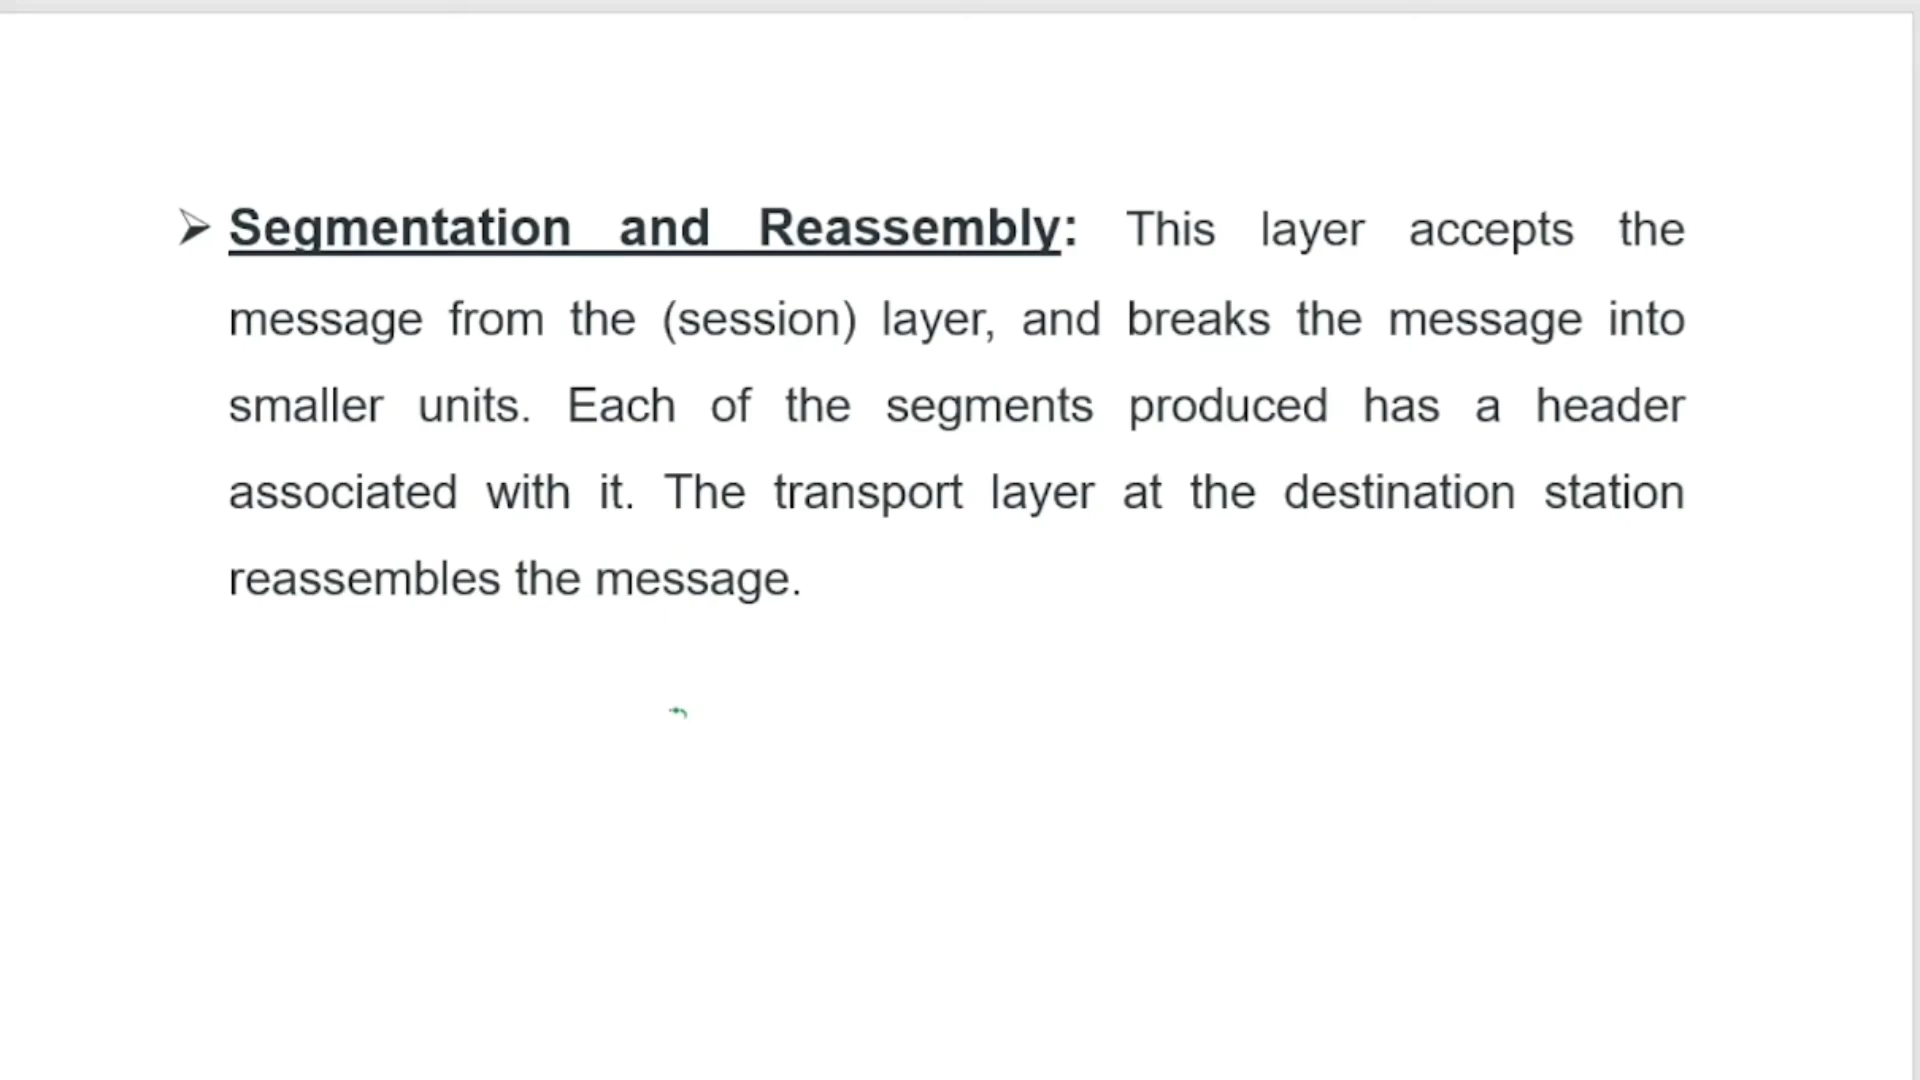 ➢ Segmentation and Reassembly: This layer accepts the
message from the (session) layer, and breaks the message into
smaller units. Each of the segments produced has a header
associated with it. The transport layer at the destination station
reassembles the message.